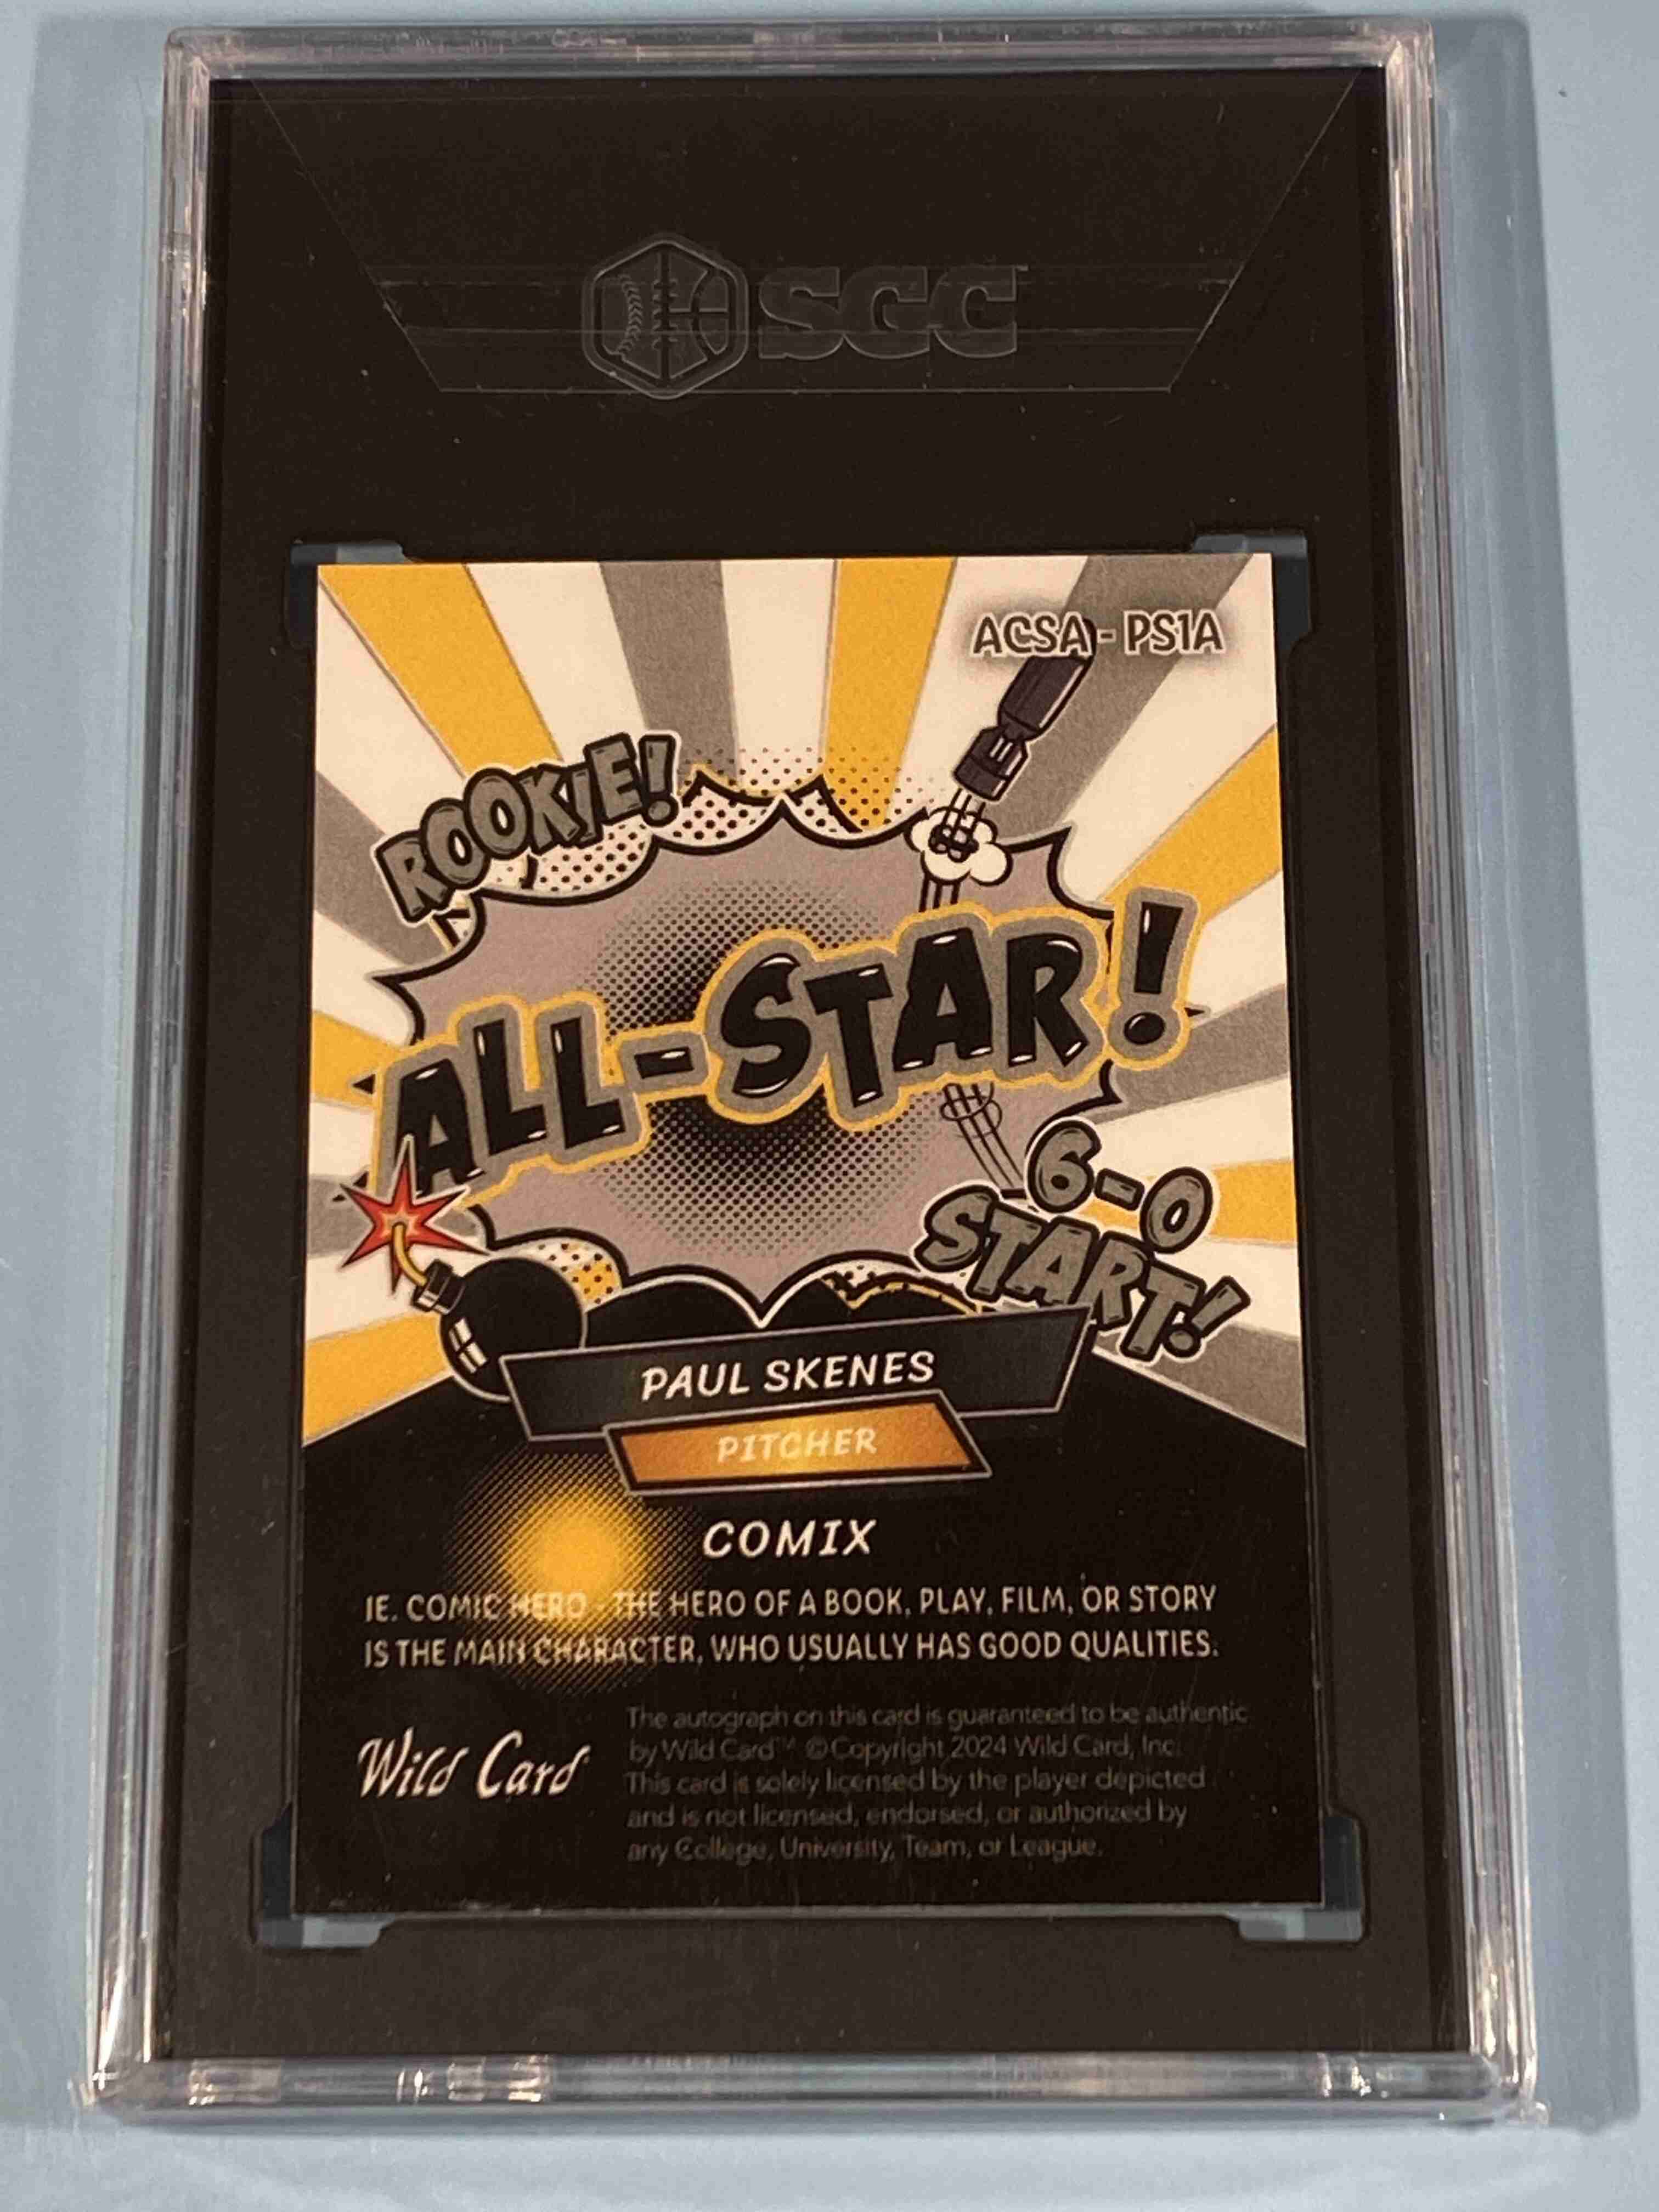 SGC
ACSA - PS1A
ROOKIE!
ALL-STAR!
6-0
START!
PAUL SKENES
PITCHER
COMIX
IE. COMIC HERO - THE HERO OF A BOOK, PLAY, FILM, OR STORY
IS THE MAIN CHARACTER, WHO USUALLY HAS GOOD QUALITIES.
Wild Card
The autograph on this card is guaranteed to be authentic
by Wild Card™ ©Copyright 2024 Wild Card, Inc.
This card is solely licensed by the player depicted
and is not licensed, endorsed, or authorized by
any College, University, Team, or League.